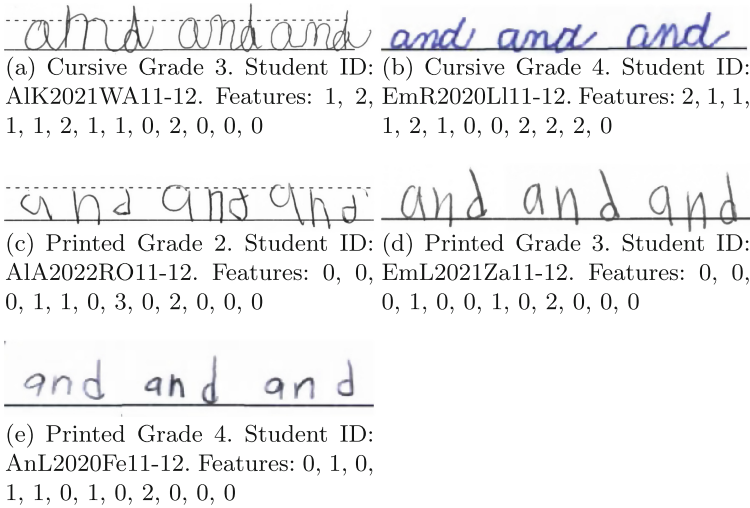 and and and
(a) Cursive Grade 3. Student ID:
AlK2021WA11-12. Features: 1, 2,
1, 1, 2, 1, 1, 0, 2, 0, 0, 0
and and and
(b) Cursive Grade 4. Student ID:
EmR2020Ll11-12. Features: 2, 1, 1,
1, 2, 1, 0, 0, 2, 2, 2, 0
and and and
(c) Printed Grade 2. Student ID:
AlA2022RO11-12. Features: 0, 0,
0, 1, 1, 0, 3, 0, 2, 0, 0, 0
and and and
(d) Printed Grade 3. Student ID:
EmL2021Za11-12. Features: 0, 0,
0, 1, 0, 0, 1, 0, 2, 0, 0, 0
and and and
(e) Printed Grade 4. Student ID:
AnL2020Fe11-12. Features: 0, 1, 0,
1, 1, 0, 1, 0, 2, 0, 0, 0